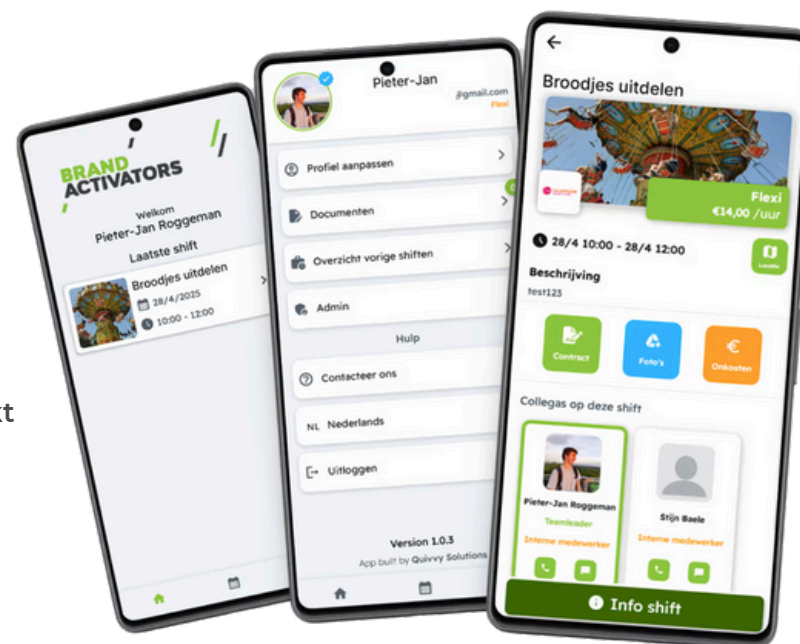 BRAND
ACTIVATORS
Welkom
Pieter-Jan Roggeman
Laatste shift
Broodjes uitdelen
28/4/2025
10:00 - 12:00
Pieter-Jan
@gmail.com
Flexi
Profiel aanpassen
Documenten
Overzicht vorige shiften
Admin
Hulp
Contacteer ons
NL Nederlands
Uitloggen
Version 1.0.3
App built by Quivvy Solutions
Broodjes uitdelen
Flexi
€14,00 /uur
28/4 10:00 - 28/4 12:00
Locatie
Beschrijving
test123
Contract
Foto's
Onkosten
Collegas op deze shift
Pieter-Jan Roggeman
Teamleader
Interne medewerker
Stijn Baele
Interne medewerker
Info shift